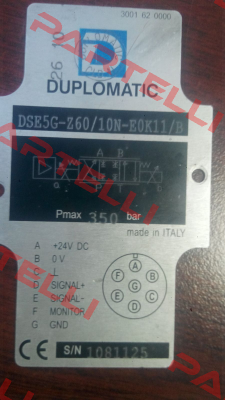 3001 62 0000
26 10
DUPLOMATIC
DSE5G-Z60/10N-E0K11/B
A B
Pmax 350 bar
made in ITALY
A +24V DC
B 0 V.
C
D SIGNAL+
E SIGNAL-
F MONITOR
G GND
A
F B
G
E C
D
CE S/N 1081125
PARTELLI
PARTELLI
PARTELLI